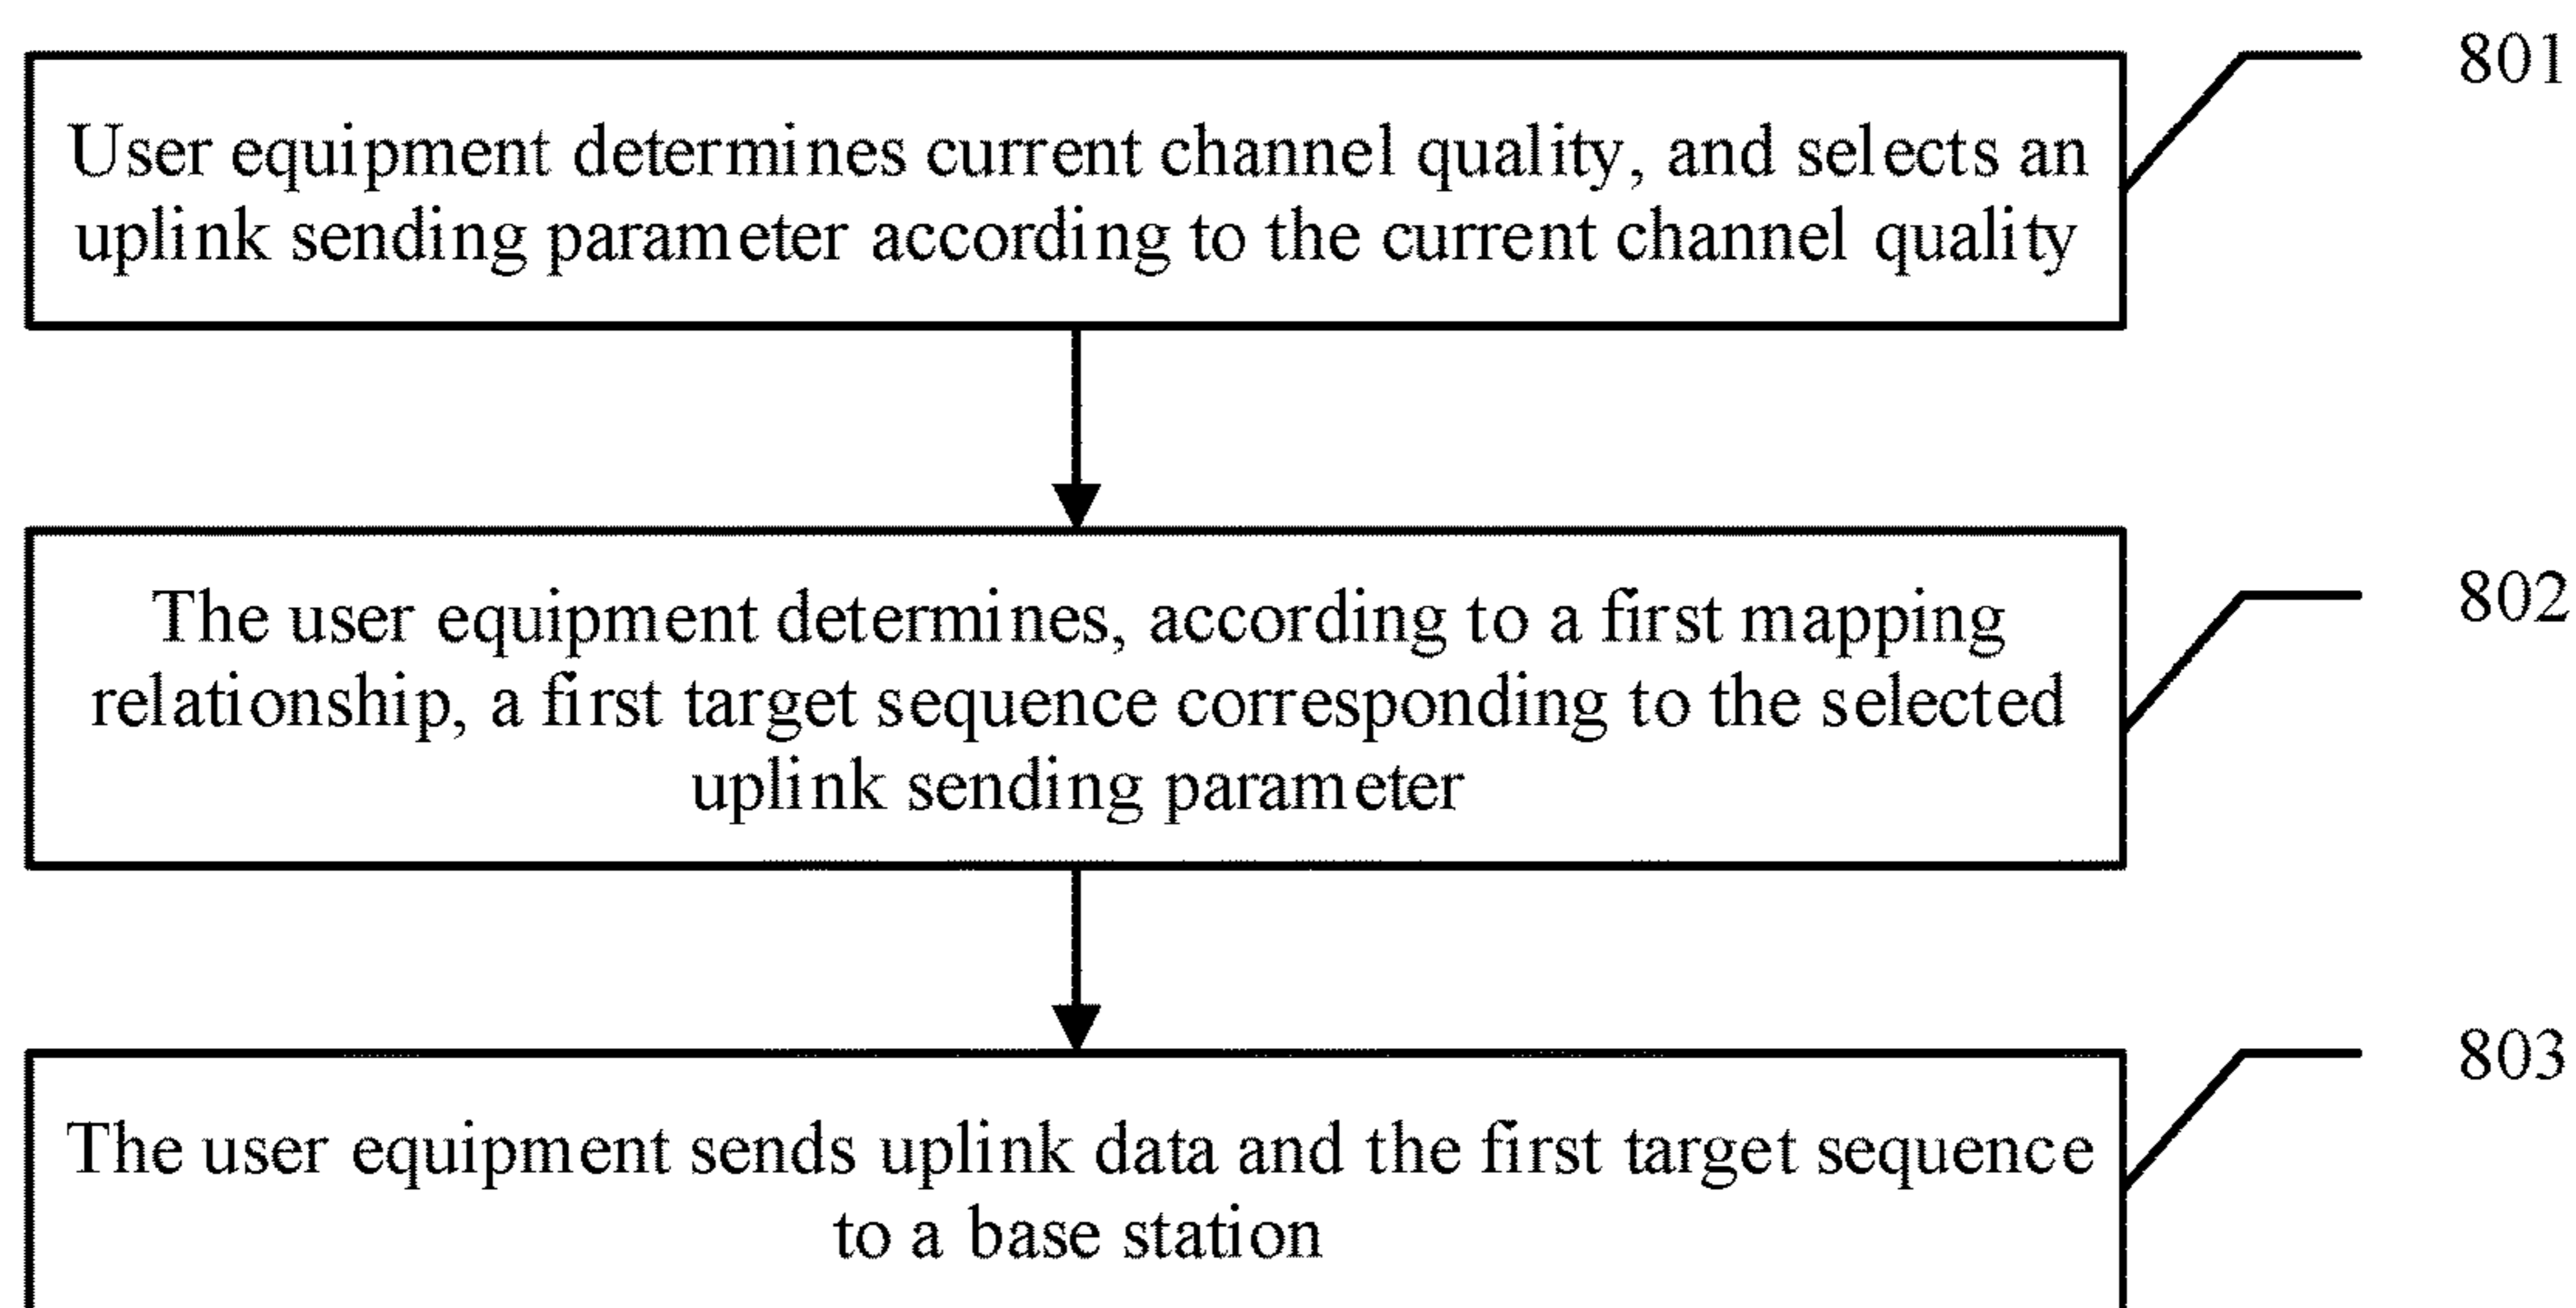 801
User equipment determines current channel quality, and selects an
uplink sending parameter according to the current channel quality
802
The user equipment determines, according to a first mapping
relationship, a first target sequence corresponding to the selected
uplink sending parameter
803
The user equipment sends uplink data and the first target sequence
to a base station